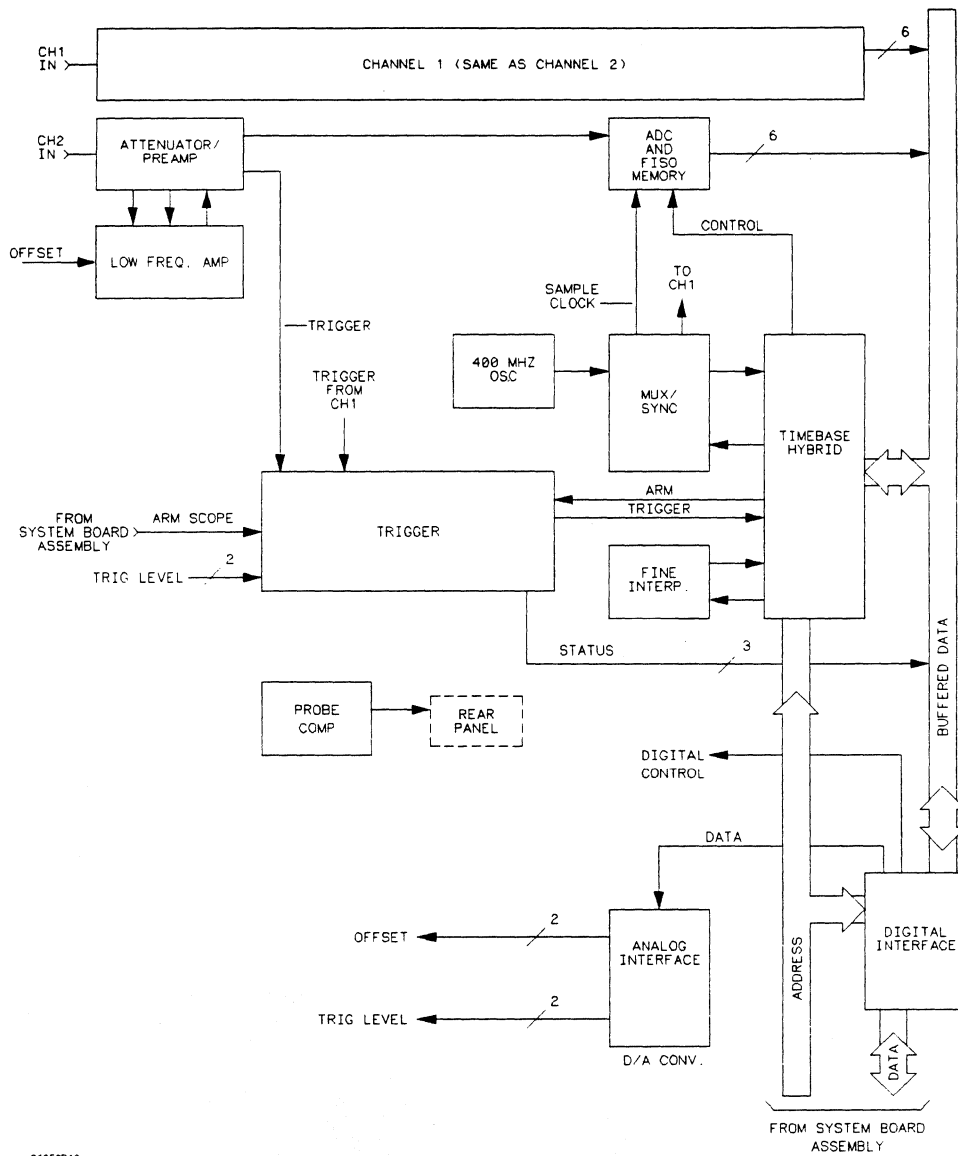 CH1
IN
CHANNEL 1 (SAME AS CHANNEL 2)
6
CH2
IN
ATTENUATOR/
PREAMP
ADC
AND
FISO
MEMORY
6
OFFSET
LOW FREQ. AMP
CONTROL
SAMPLE
CLOCK
TO
CH1
TRIGGER
TRIGGER
FROM
CH1
400 MHZ
OSC
MUX/
SYNC
TIMEBASE
HYBRID
FROM
SYSTEM BOARD
ASSEMBLY
ARM SCOPE
TRIG LEVEL
2
TRIGGER
ARM
TRIGGER
FINE
INTERP.
STATUS
3
BUFFERED DATA
PROBE
COMP
REAR
PANEL
DIGITAL
CONTROL
DATA
OFFSET
2
TRIG LEVEL
2
ANALOG
INTERFACE
D/A CONV.
ADDRESS
DIGITAL
INTERFACE
DATA
FROM SYSTEM BOARD
ASSEMBLY